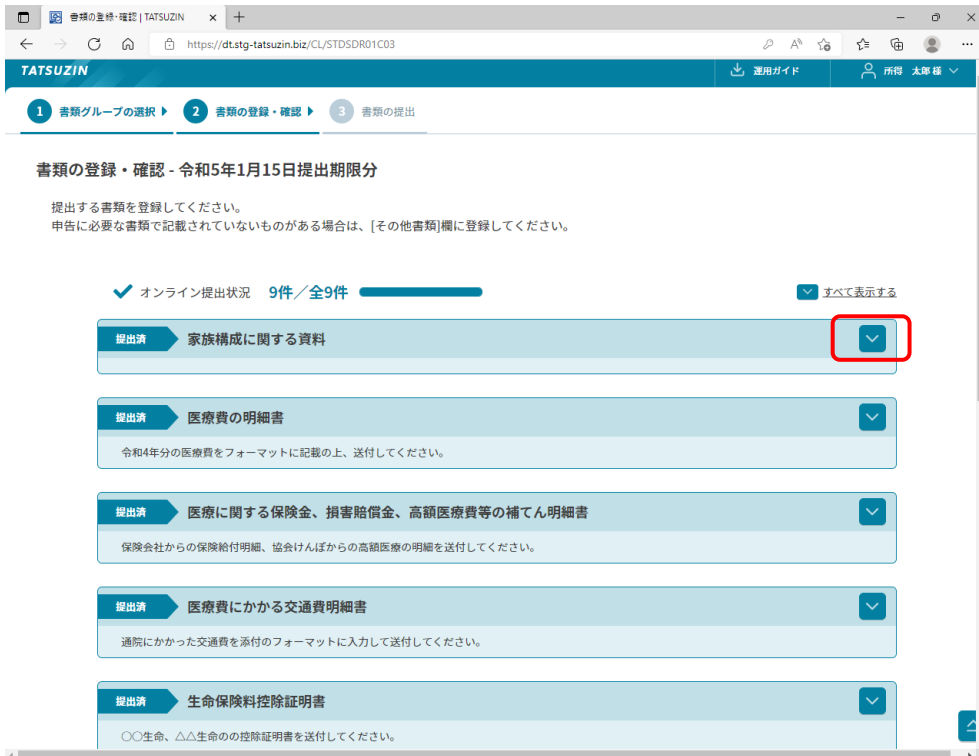 書類の登録・確認 | TATSUZIN
https://dt.stg-tatsuzin.biz/CL/STDSDR01C03
TATSUZIN
運用ガイド
所得 太郎 様
1 書類グループの選択
2 書類の登録・確認
3 書類の提出
書類の登録・確認 - 令和5年1月15日提出期限分
提出する書類を登録してください。
申告に必要な書類で記載されていないものがある場合は、[その他書類]欄に登録してください。
オンライン提出状況 9件／全9件
すべて表示する
提出済 家族構成に関する資料
提出済 医療費の明細書
令和4年分の医療費をフォーマットに記載の上、送付してください。
提出済 医療に関する保険金、損害賠償金、高額医療費等の補てん明細書
保険会社からの保険給付明細、協会けんぽからの高額医療の明細を送付してください。
提出済 医療費にかかる交通費明細書
通院にかかった交通費を添付のフォーマットに入力して送付してください。
提出済 生命保険料控除証明書
○○生命、△△生命のの控除証明書を送付してください。